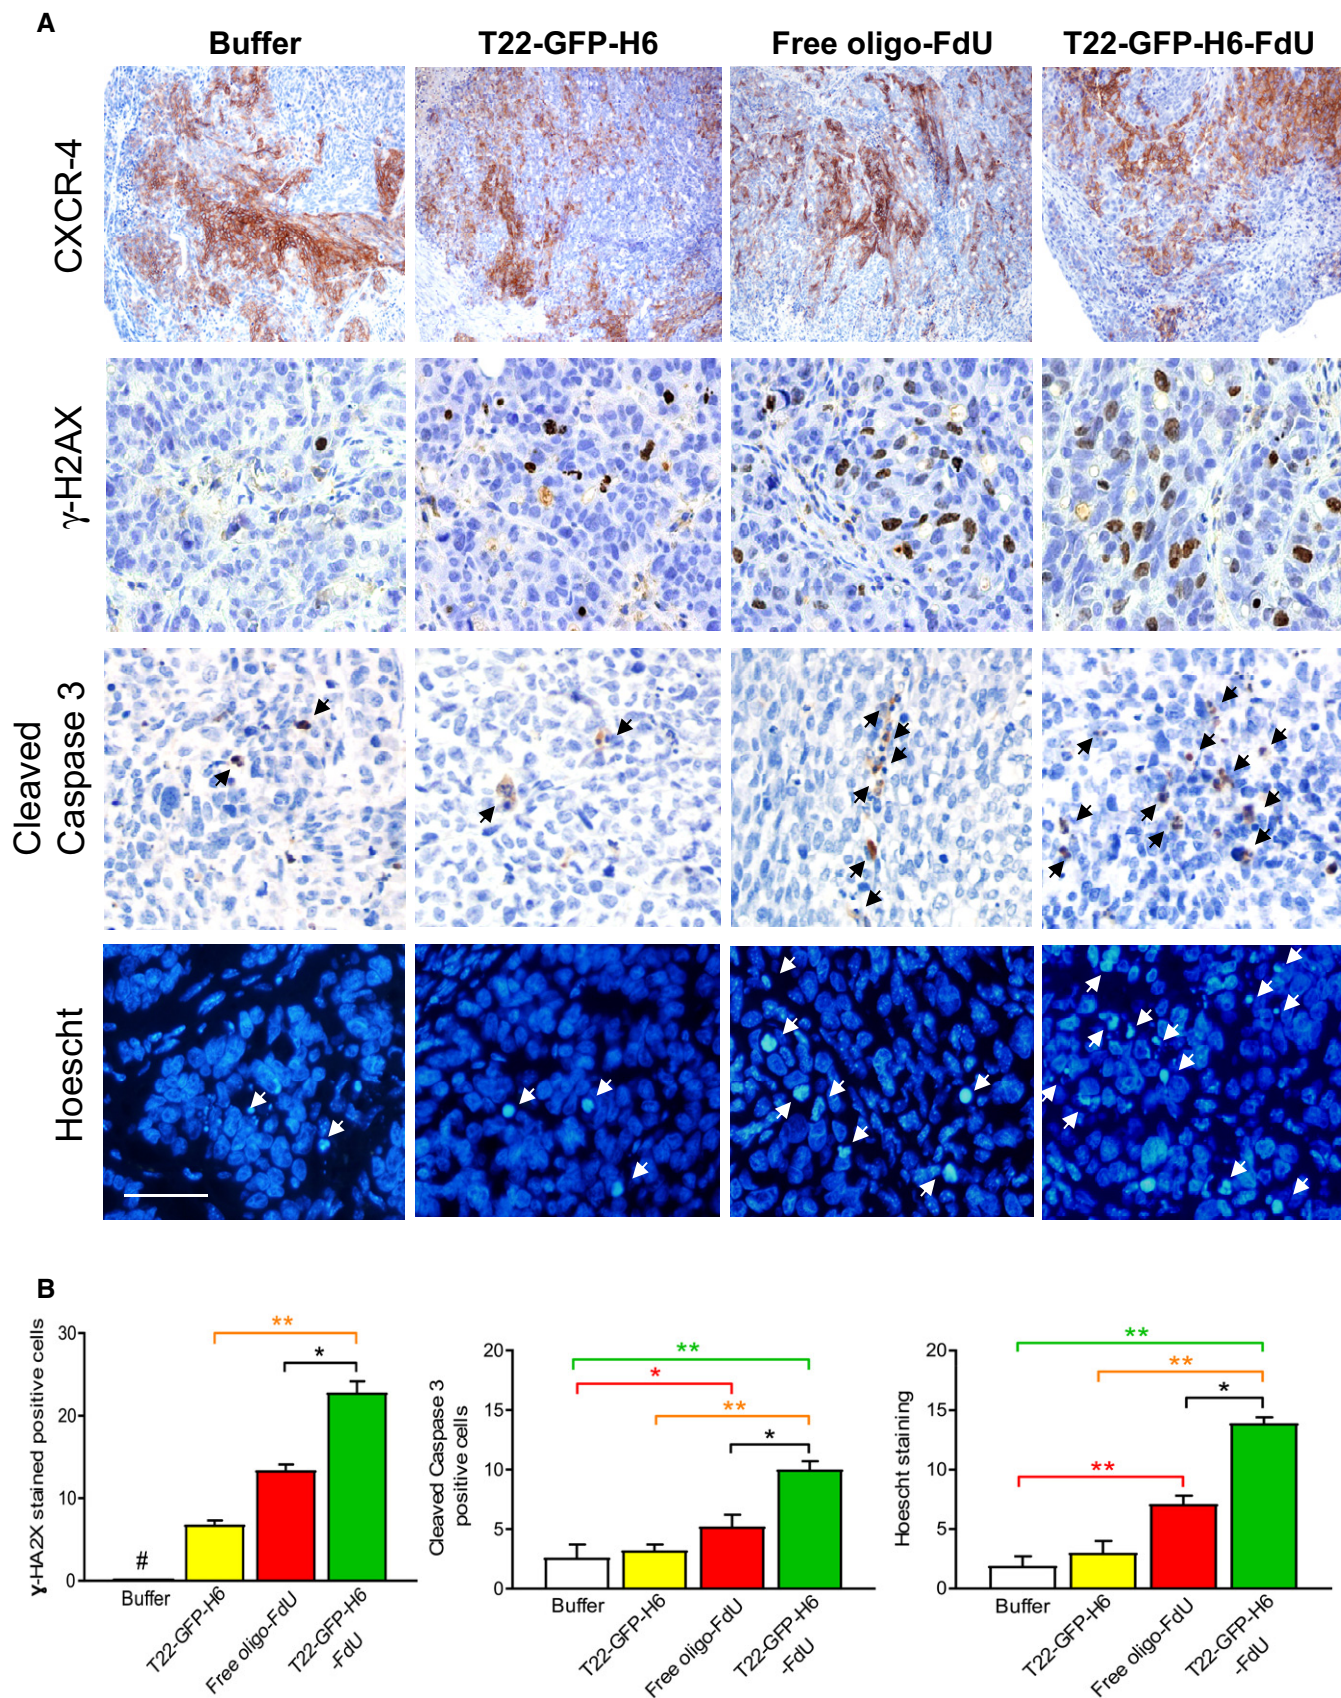 A
Buffer T22-GFP-H6 Free oligo-FdU T22-GFP-H6-FdU
CXCR-4
γ-H2AX
Cleaved
Caspase 3
Hoescht
B
γ-HA2X stained positive cells
30
20
10
0
#
*
**
Buffer
T22-GFP-H6
Free oligo-FdU
T22-GFP-H6
-FdU
Cleaved Caspase 3
positive cells
20
15
10
5
0
**
*
**
*
Buffer
T22-GFP-H6
Free oligo-FdU
T22-GFP-H6
-FdU
Hoescht staining
20
15
10
5
0
**
**
*
**
Buffer
T22-GFP-H6
Free oligo-FdU
T22-GFP-H6
-FdU